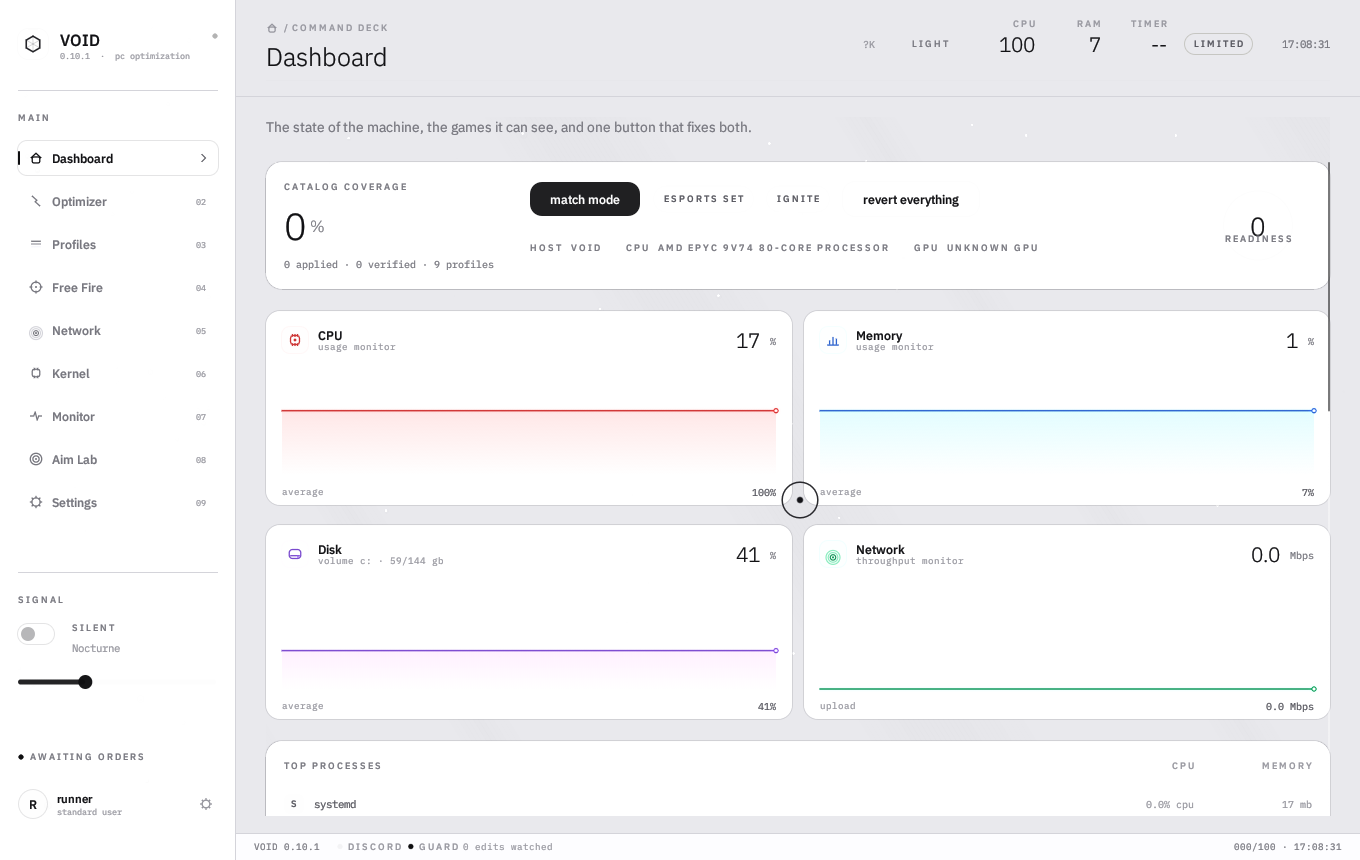 VOID
0.10.1 · pc optimization
MAIN
Dashboard
Optimizer 02
Profiles 03
Free Fire 04
Network 05
Kernel 06
Monitor 07
Aim Lab 08
Settings 09
SIGNAL
SILENT
Nocturne
AWAITING ORDERS
R
runner
standard user
/ COMMAND DECK
Dashboard
?K
LIGHT
CPU
100
RAM
7
TIMER
--
LIMITED
17:08:31
The state of the machine, the games it can see, and one button that fixes both.
CATALOG COVERAGE
0 %
0 applied · 0 verified · 9 profiles
match mode ESPORTS SET IGNITE revert everything
HOST VOID CPU AMD EPYC 9V74 80-CORE PROCESSOR GPU UNKNOWN GPU
0
READINESS
CPU
usage monitor
17 %
average 100%
Memory
usage monitor
1 %
average 7%
Disk
volume c: · 59/144 gb
41 %
average 41%
Network
throughput monitor
0.0 Mbps
upload 0.0 Mbps
TOP PROCESSES CPU MEMORY
S systemd 0.0% cpu 17 mb
VOID 0.10.1 DISCORD GUARD 0 edits watched 000/100 · 17:08:31